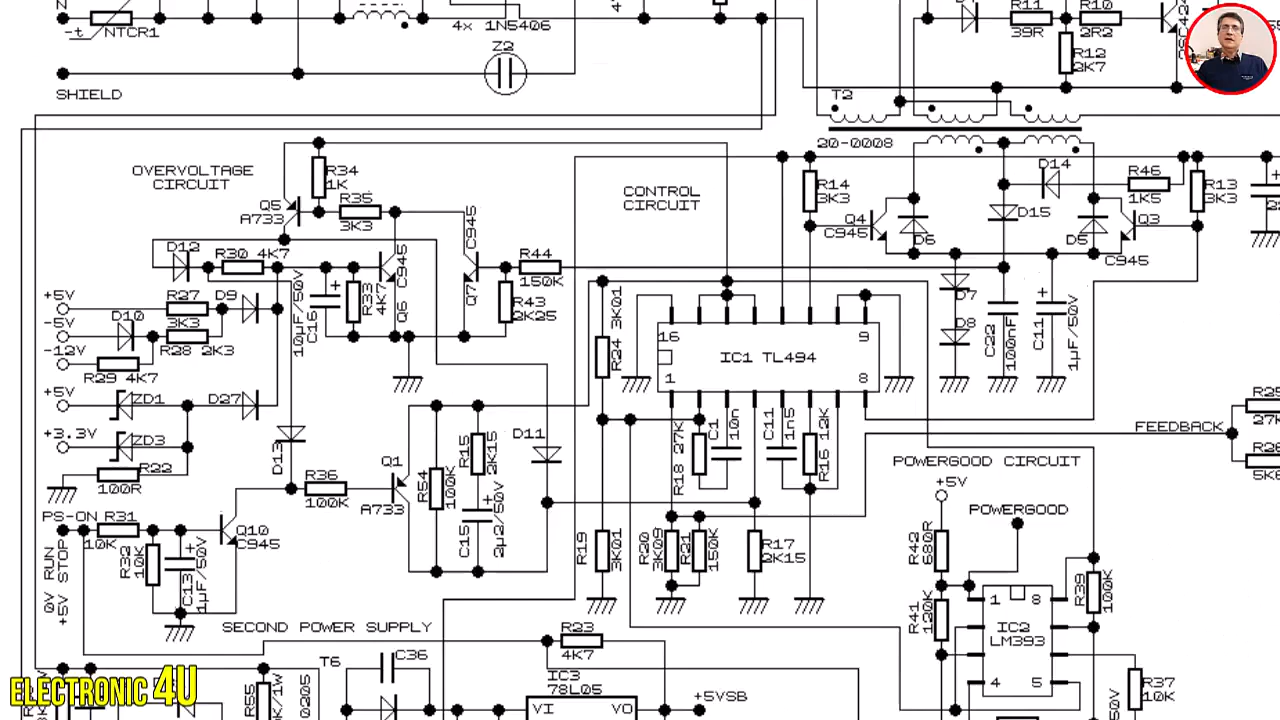 -t NTCR1
4x 1N5406
Z2
SHIELD
R11
39R
R10
2R2
R12
2K7
T2
20-0008
OVERVOLTAGE
CIRCUIT
R34
1K
R35
3K3
Q5
A733
CONTROL
CIRCUIT
R14
3K3
Q4
C945
D6
D14
D15
D5
R46
1K5
R13
3K3
Q3
C945
D12
R30 4K7
C945
Q6
C945
Q7
R44
150K
R43
2K25
R33
4K7
C16
10µF/50V
+5V
R27
3K3
D9
-5V
D10
R28 2K3
-12V
R29 4K7
+5V
ZD1
D27
+3.3V
ZD3
R22
100R
R24 3K01
16
9
IC1 TL494
1
8
D7
D8
C22
100nF
C11
1µF/50V
+
D13
R36
100K
Q1
A733
R54
100K
R15
2K15
C15
2µ2/50V
+
D11
R18 27K
C1
10n
C11
1n5
R16 12K
FEEDBACK
POWERGOOD CIRCUIT
+5V
POWERGOOD
PS-ON
R31
10K
Q10
C945
R32
10K
C13
1µF/50V
+
0V RUN
+5V STOP
R19
3K01
R20
3K09
R21
150K
R17
2K15
R42
680R
R41
120K
1
8
IC2
LM393
4
5
R39
100K
R37
10K
SECOND POWER SUPPLY
R23
4K7
T6
C36
IC3
78L05
VI
VO
+5VSB
R55
ELECTRONIC 4U